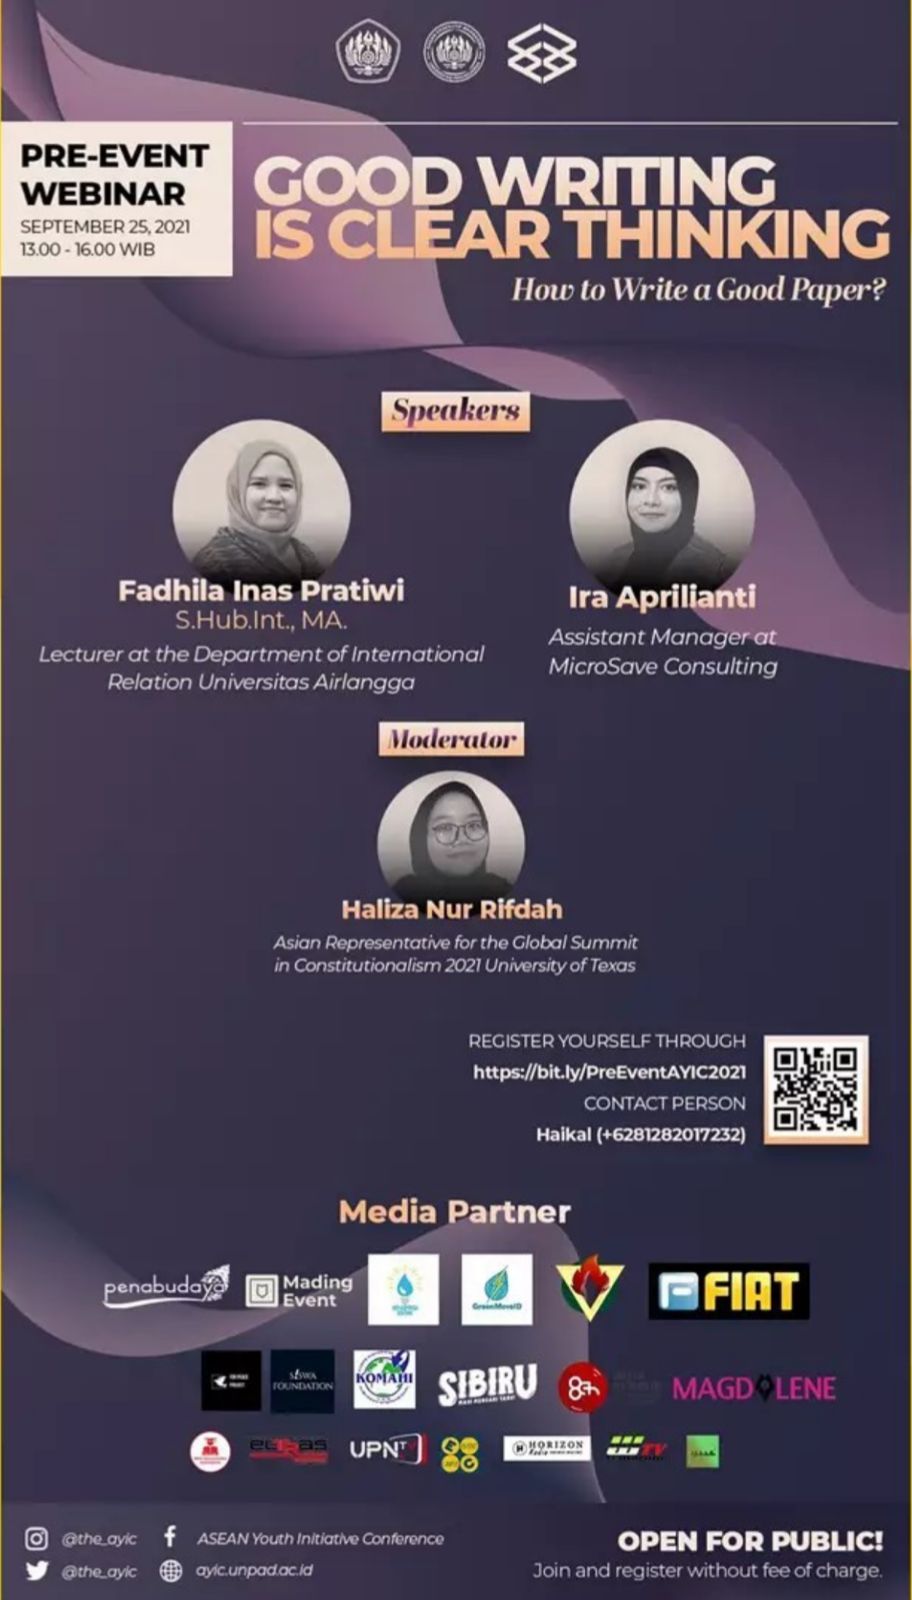 PRE-EVENT
WEBINAR
SEPTEMBER 25, 2021
13.00 - 16.00 WIB
GOOD WRITING
IS CLEAR THINKING
How to Write a Good Paper?
Speakers
Fadhila Inas Pratiwi
S.Hub.Int., MA.
Lecturer at the Department of International
Relation Universitas Airlangga
Ira Aprilianti
Assistant Manager at
MicroSave Consulting
Moderator
Haliza Nur Rifdah
Asian Representative for the Global Summit
in Constitutionalism 2021 University of Texas
REGISTER YOURSELF THROUGH
https://bit.ly/PreEventAYIC2021
CONTACT PERSON
Haikal (+6281282017232)
Media Partner
penabudaya
Mading
Event
GreenMoveID
FIAT
SISWA
FOUNDATION
KOMAHI
SIBIRU
MAGDALENE
UPN TV
HORIZON
TV
@the_ayic
ASEAN Youth Initiative Conference
@the_ayic
ayic.unpad.ac.id
OPEN FOR PUBLIC!
Join and register without fee of charge.